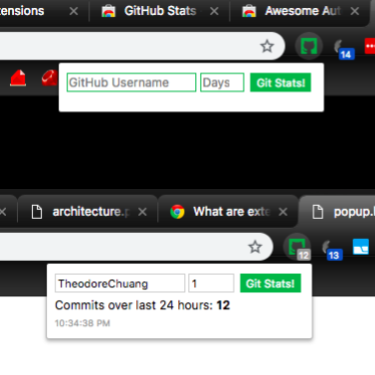 ensions
GitHub Stats
Awesome Aut
14
GitHub Username
Days
Git Stats!
architecture.p
What are exte
popup.l
12
13
TheodoreChuang
1
Git Stats!
Commits over last 24 hours: 12
10:34:38 PM